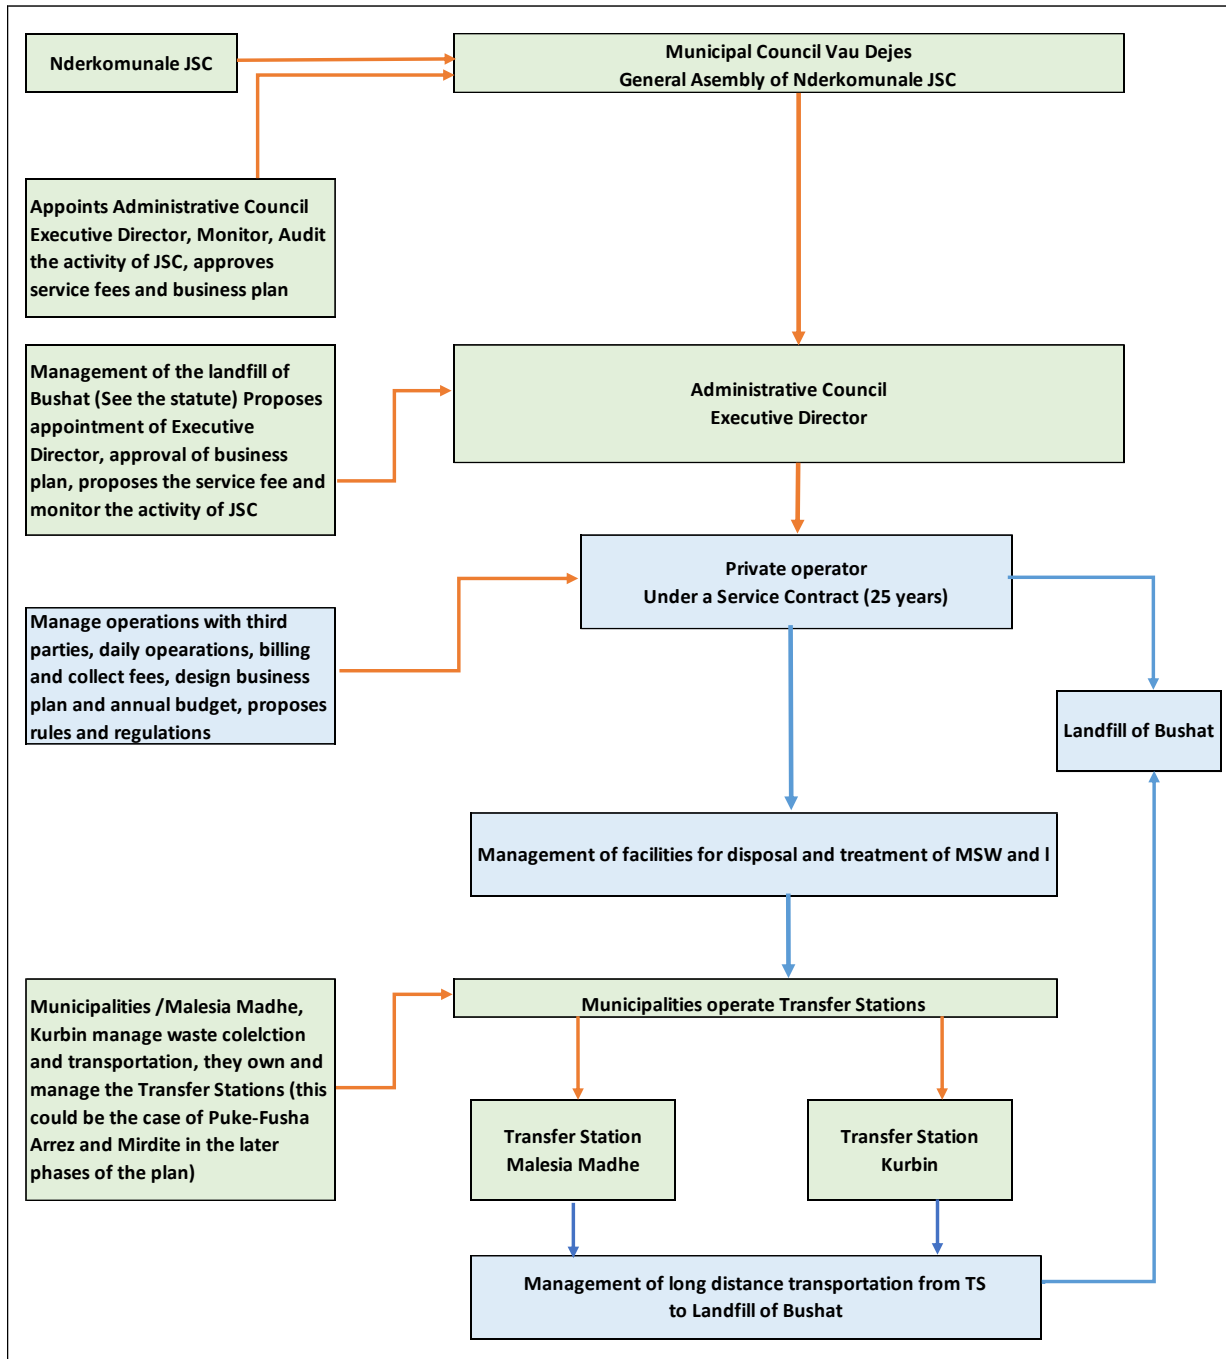 Nderkomunale JSC
Municipal Council Vau Dejes
General Asembly of Nderkomunale JSC
Appoints Administrative Council
Executive Director, Monitor, Audit
the activity of JSC, approves
service fees and business plan
Management of the landfill of
Bushat (See the statute) Proposes
appointment of Executive
Director, approval of business
plan, proposes the service fee and
monitor the activity of JSC
Administrative Council
Executive Director
Private operator
Under a Service Contract (25 years)
Manage operations with third
parties, daily opearations, billing
and collect fees, design business
plan and annual budget, proposes
rules and regulations
Landfill of Bushat
Management of facilities for disposal and treatment of MSW and l
Municipalities /Malesia Madhe,
Kurbin manage waste colelction
and transportation, they own and
manage the Transfer Stations (this
could be the case of Puke-Fusha
Arrez and Mirdite in the later
phases of the plan)
Municipalities operate Transfer Stations
Transfer Station
Malesia Madhe
Transfer Station
Kurbin
Management of long distance transportation from TS
to Landfill of Bushat